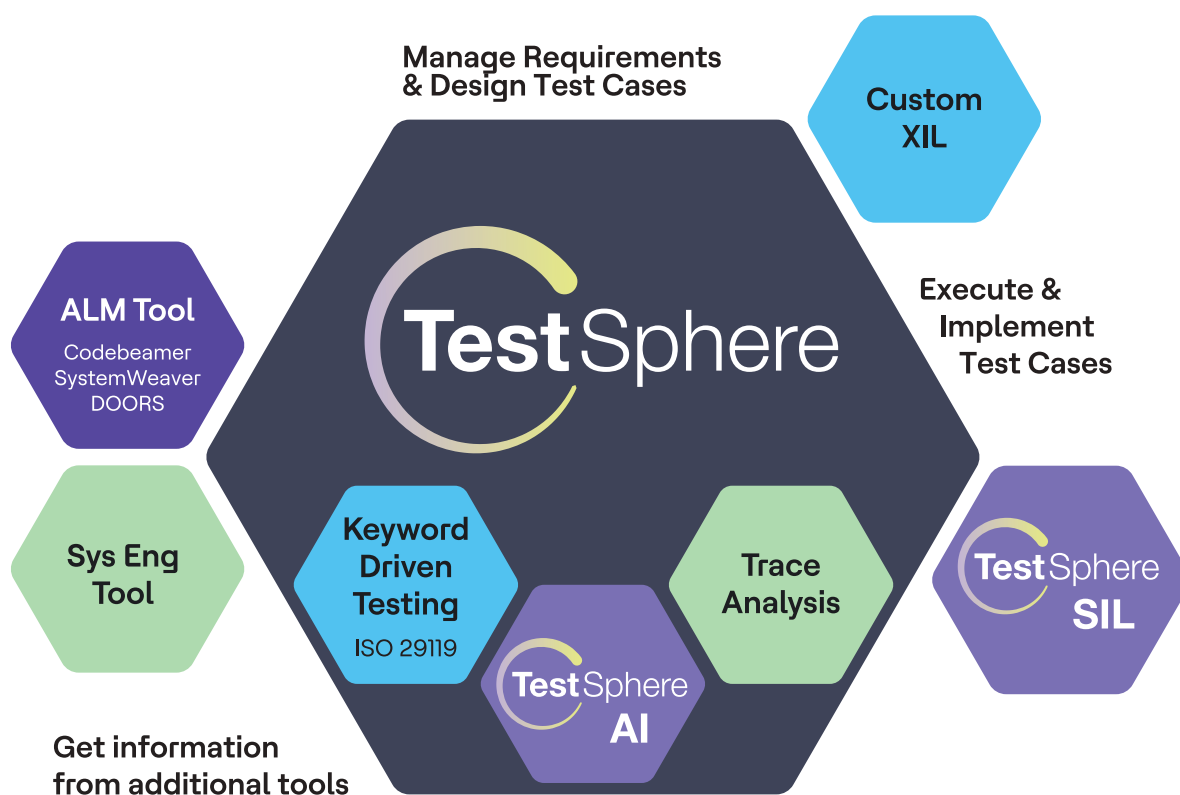 Manage Requirements
& Design Test Cases
Custom
XIL
TestSphere
ALM Tool
Codebeamer
SystemWeaver
DOORS
Execute &
Implement
Test Cases
Sys Eng
Tool
Keyword
Driven
Testing
ISO 29119
TestSphere
AI
Trace
Analysis
TestSphere
SIL
Get information
from additional tools